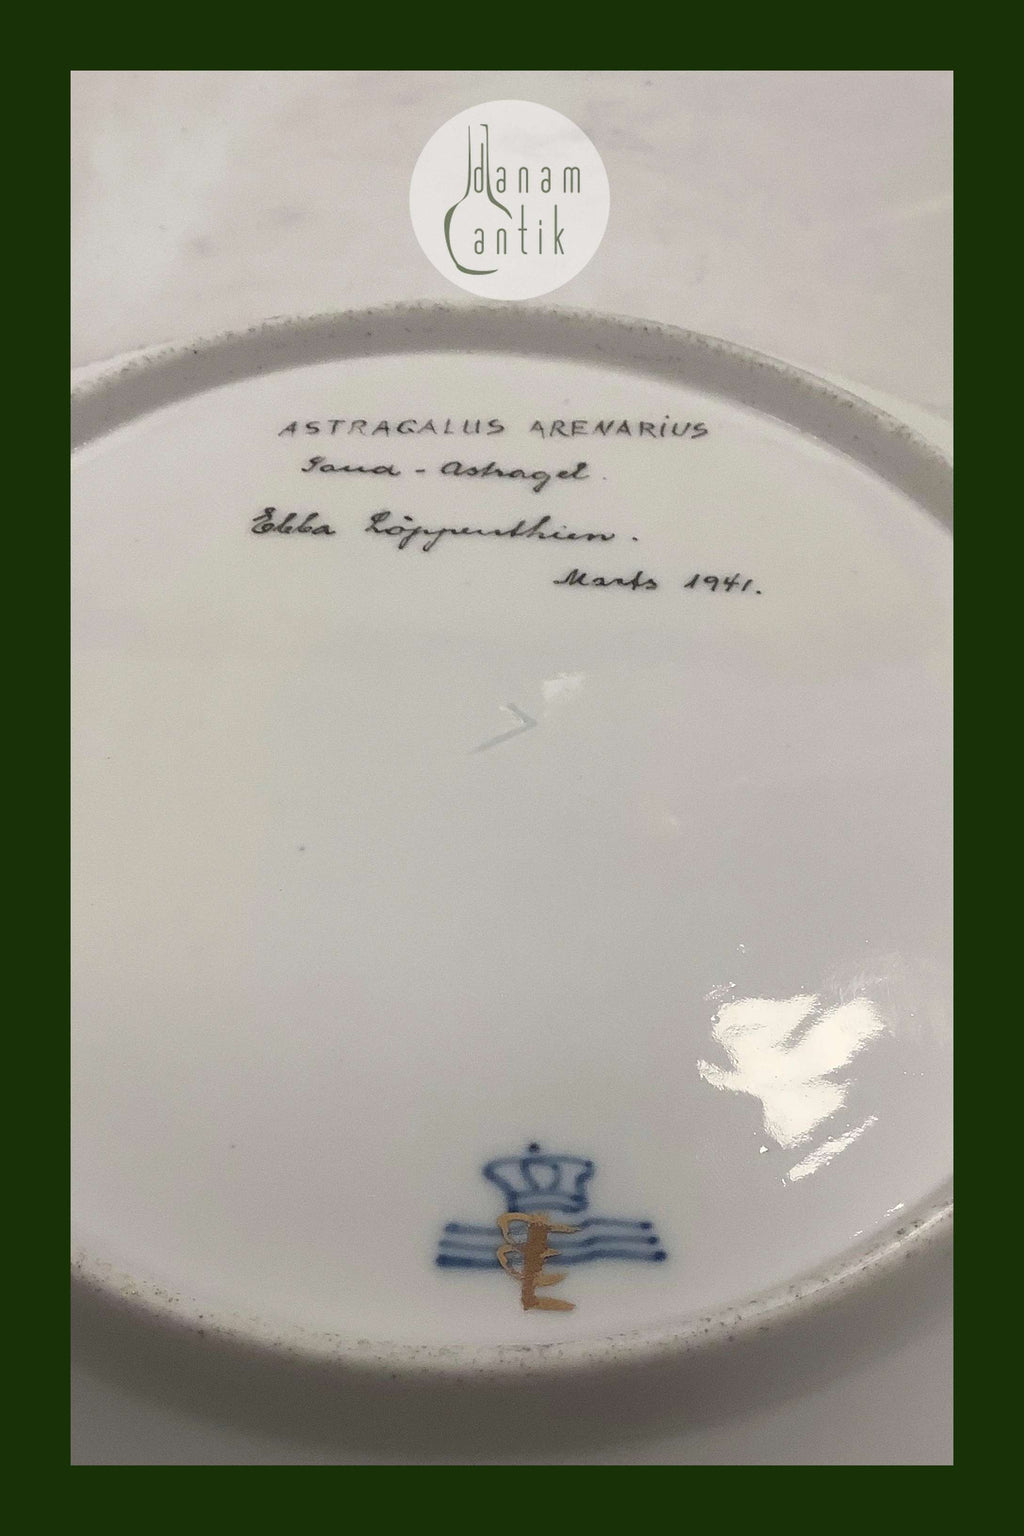 danam
antik
ASTRAGALUS ARENARiUS
Sand - Astragel.
Ebba Löppenthien.
Marts 1941.